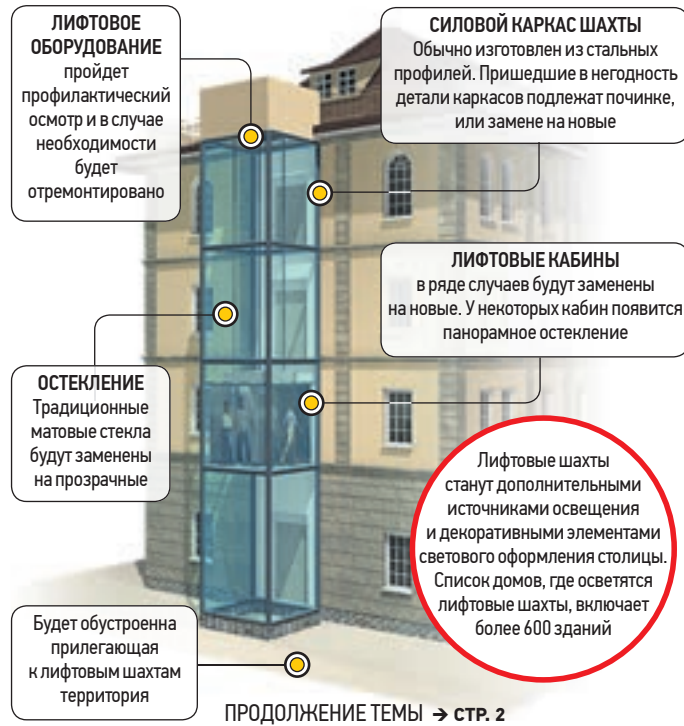 ЛИФТОВОЕ
ОБОРУДОВАНИЕ
пройдет
профилактический
осмотр и в случае
необходимости
будет
отремонтировано
СИЛОВОЙ КАРКАС ШАХТЫ
Обычно изготовлен из стальных
профилей. Пришедшие в негодность
детали каркасов подлежат починке,
или замене на новые
ЛИФТОВЫЕ КАБИНЫ
в ряде случаев будут заменены
на новые. У некоторых кабин появится
панорамное остекление
ОСТЕКЛЕНИЕ
Традиционные
матовые стекла
будут заменены
на прозрачные
Лифтовые шахты
станут дополнительными
источниками освещения
и декоративными элементами
светового оформления столицы.
Список домов, где осветятся
лифтовые шахты, включает
более 600 зданий
Будет обустроенна
прилегающая
к лифтовым шахтам
территория
ПРОДОЛЖЕНИЕ ТЕМЫ → СТР. 2